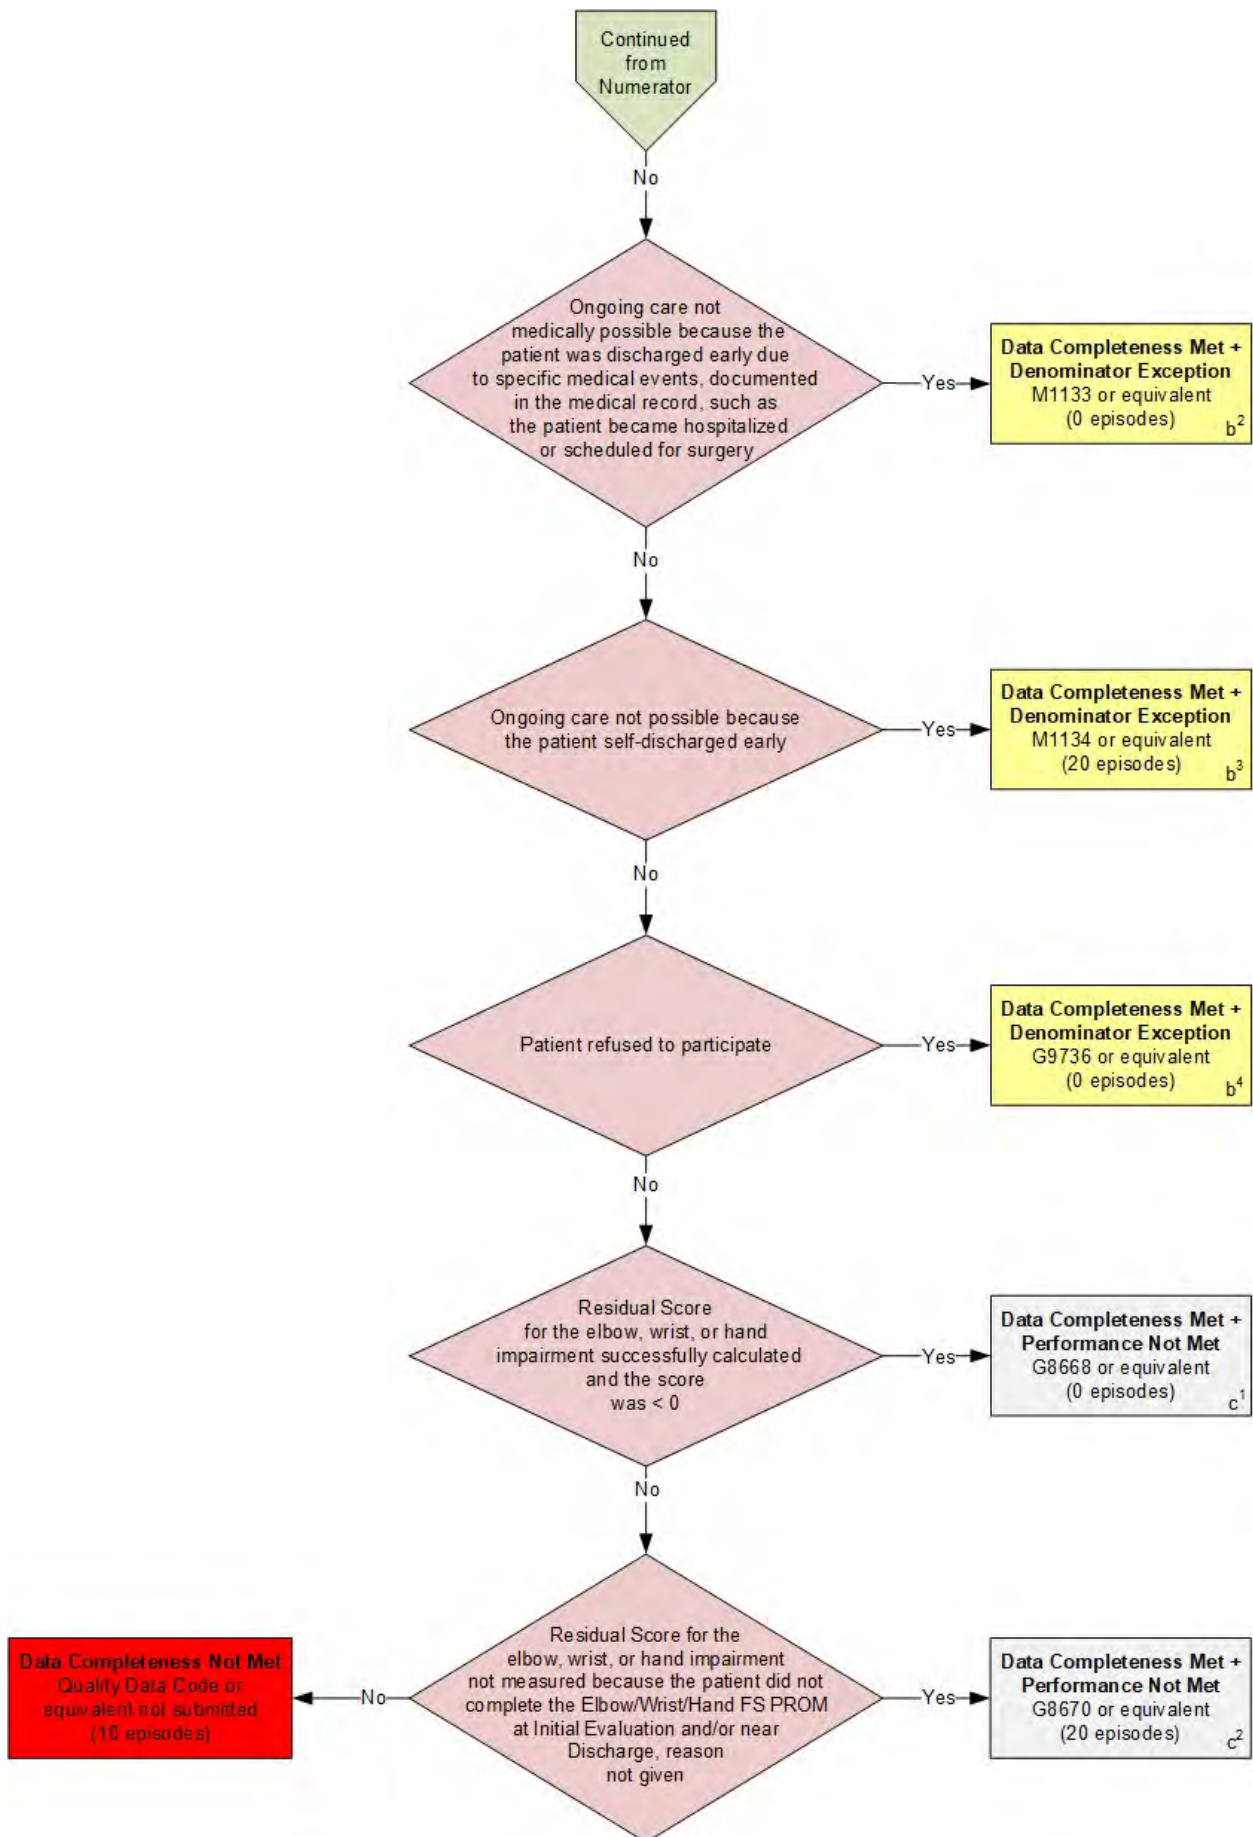 Continued
from
Numerator
No
Ongoing care not
medically possible because the
patient was discharged early due
to specific medical events, documented
in the medical record, such as
the patient became hospitalized
or scheduled for surgery
Yes
Data Completeness Met +
Denominator Exception
M1133 or equivalent
(0 episodes)
b²
No
Ongoing care not possible because
the patient self-discharged early
Yes
Data Completeness Met +
Denominator Exception
M1134 or equivalent
(20 episodes)
b³
No
Patient refused to participate
Yes
Data Completeness Met +
Denominator Exception
G9736 or equivalent
(0 episodes)
b⁴
No
Residual Score
for the elbow, wrist, or hand
impairment successfully calculated
and the score
was < 0
Yes
Data Completeness Met +
Performance Not Met
G8668 or equivalent
(0 episodes)
c¹
No
Residual Score for the
elbow, wrist, or hand impairment
not measured because the patient did not
complete the Elbow/Wrist/Hand FS PROM
at Initial Evaluation and/or near
Discharge, reason
not given
Yes
Data Completeness Met +
Performance Not Met
G8670 or equivalent
(20 episodes)
c²
No
Data Completeness Not Met
Quality Data Code or
equivalent not submitted
(10 episodes)